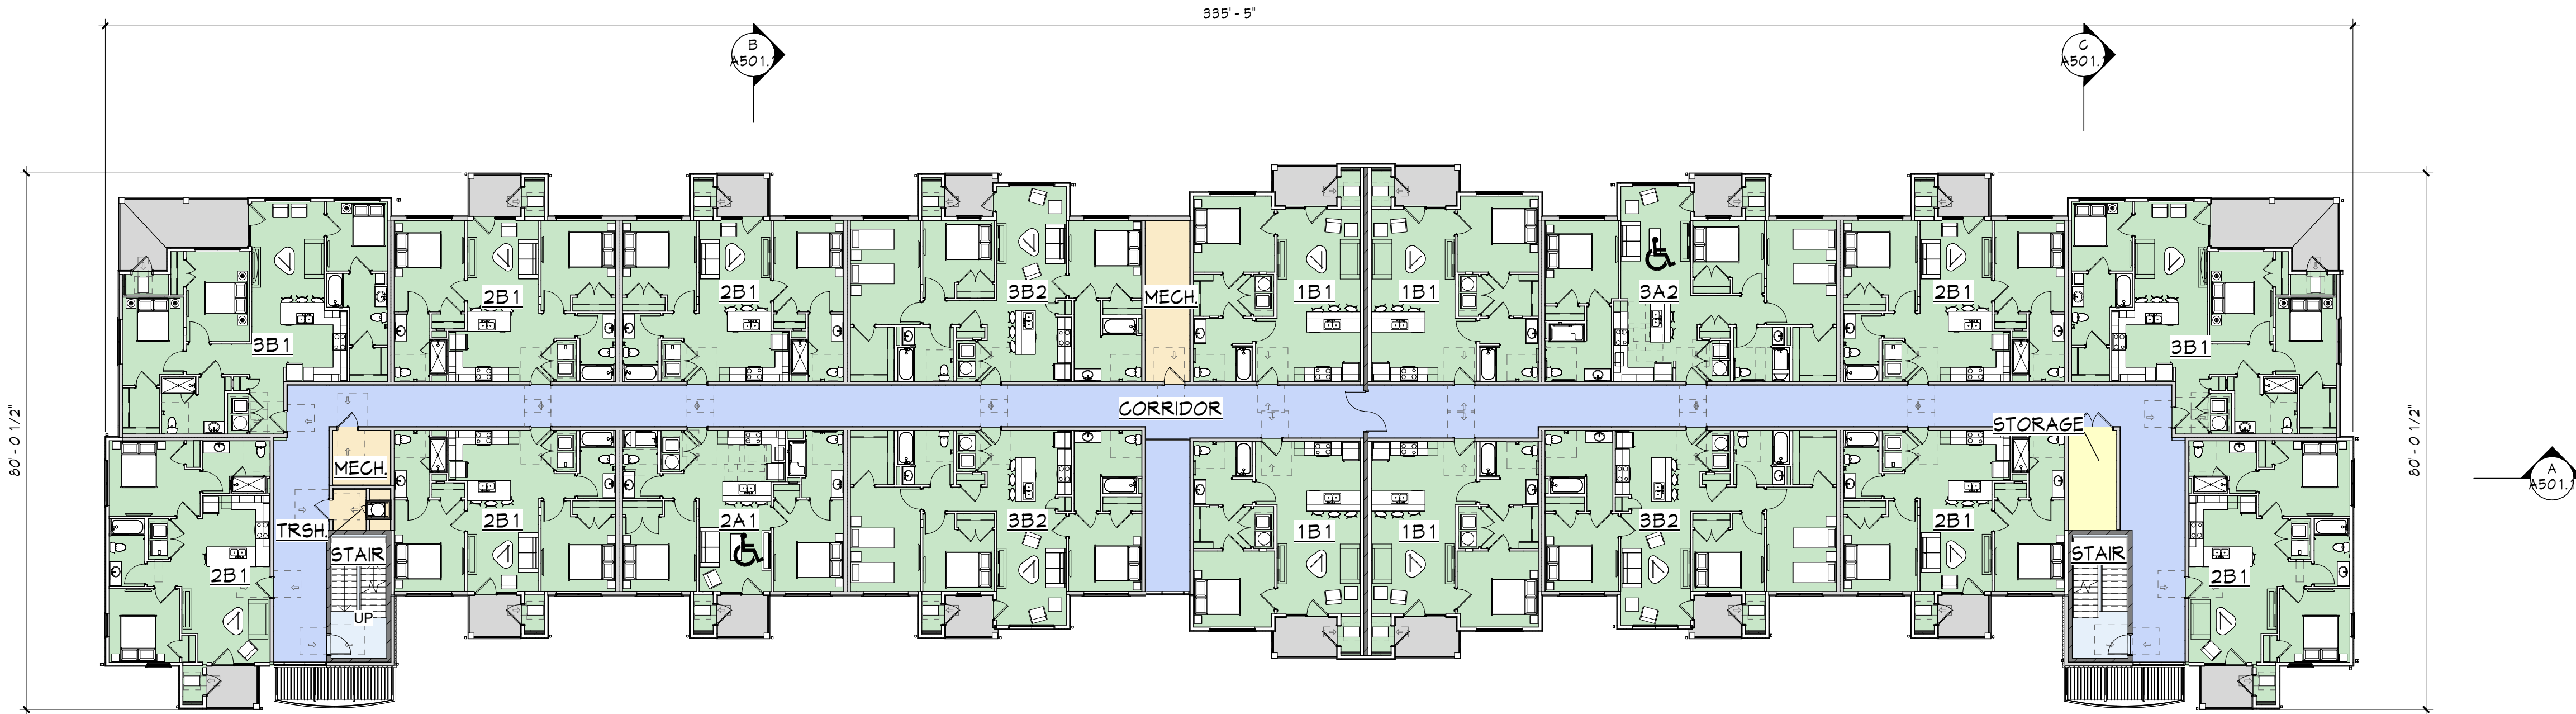 335' - 5"
B
A501.1
C
A501.1
80' - 0 1/2"
80' - 0 1/2"
2B1
2B1
3B2
MECH.
1B1
1B1
3A2
2B1
3B1
3B1
CORRIDOR
STORAGE
MECH.
TRSH.
STAIR
UP
2B1
2B1
2A1
3B2
1B1
1B1
3B2
2B1
STAIR
2B1
A
A501.1